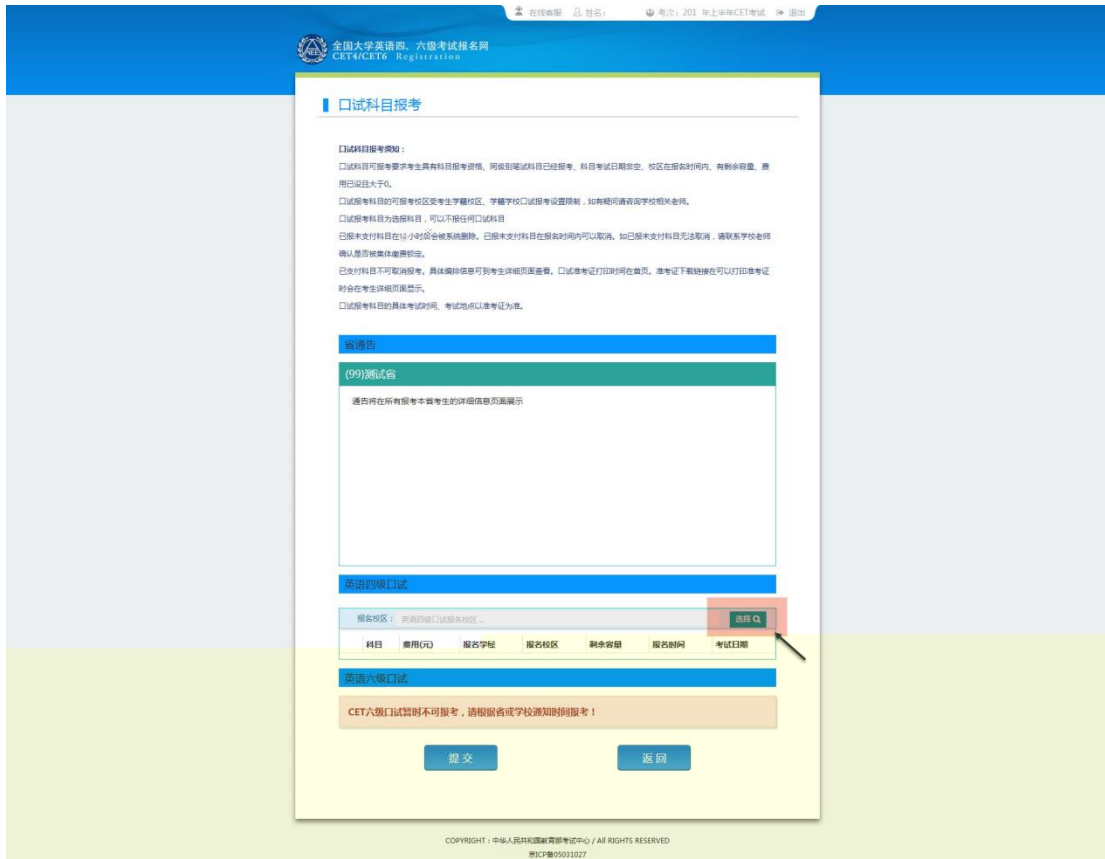 在线客服 姓名: 考次: 201 年上半年CET考试 退出
全国大学英语四、六级考试报名网
CET4/CET6 Registration
口试科目报考
口试科目报考须知:
口试科目可报考要求考生具有科目报考资格、同级别笔试科目已经报考、科目考试日期非空、校区在报名时间内、有剩余容量、费
用已设且大于0。
口试报考科目的可报考校区受考生学籍校区、学籍学校口试报考设置限制,如有疑问请咨询学校相关老师。
口试报考科目为选报科目,可以不报任何口试科目
已报未支付科目在12小时后会被系统删除。已报未支付科目在报名时间内可以取消。如已报未支付科目无法取消,请联系学校老师
确认是否被集体缴费锁定。
已支付科目不可取消报考。具体编排信息可到考生详细页面查看。口试准考证打印时间在首页。准考证下载链接在可以打印准考证
时会在考生详细页面显示。
口试报考科目的具体考试时间、考试地点以准考证为准。
省通告
(99)测试省
通告将在所有报考本省考生的详细信息页面展示
英语四级口试
报名校区: 英语四级口试报名校区 ... 选择
科目 费用(元) 报名学校 报名校区 剩余容量 报名时间 考试日期
英语六级口试
CET六级口试暂时不可报考,请根据省或学校通知时间报考!
提 交 返 回
COPYRIGHT:中华人民共和国教育部考试中心 / All RIGHTS RESERVED
京ICP备05031027